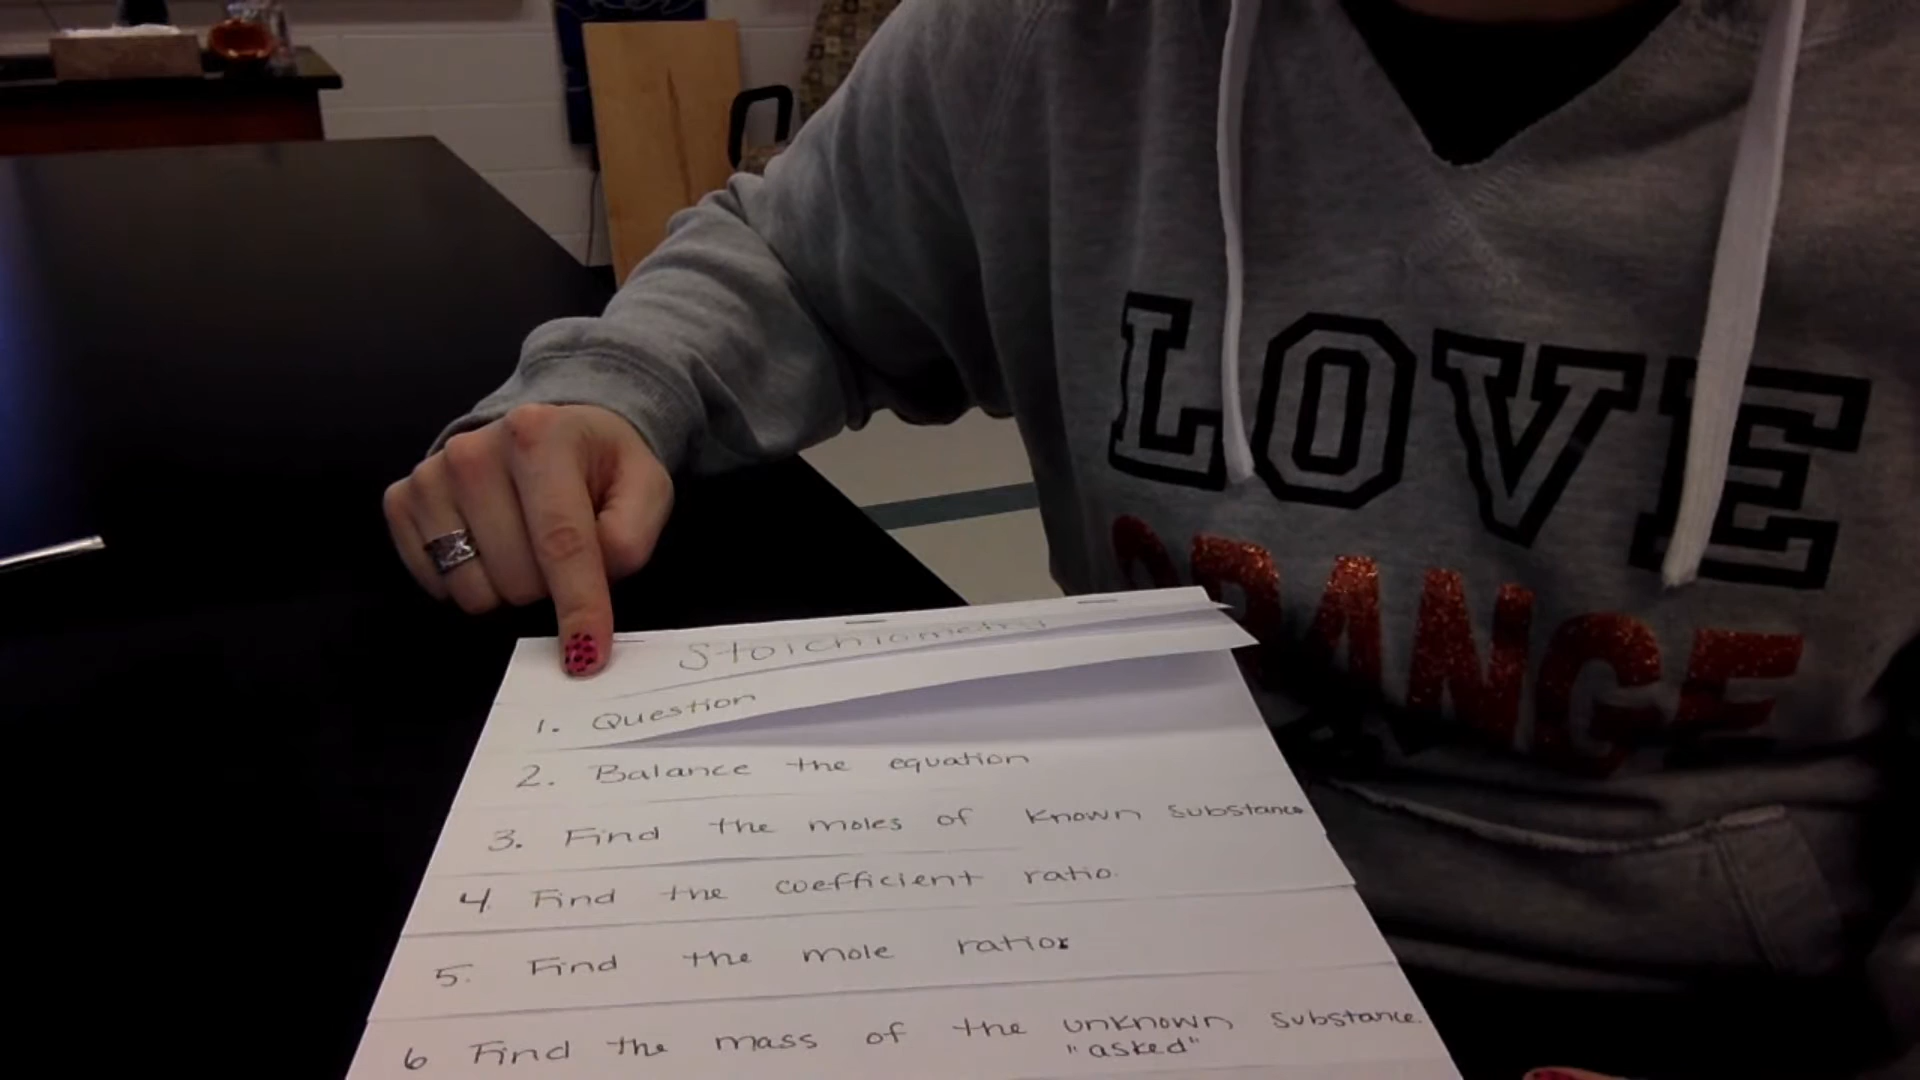 LOVE
ORANGE
Stoichiometry
1. Question
2. Balance the equation
3. Find the moles of known substance
4. Find the coefficient ratio.
5. Find the mole ratio
6 Find the mass of the unknown substance.
"asked"